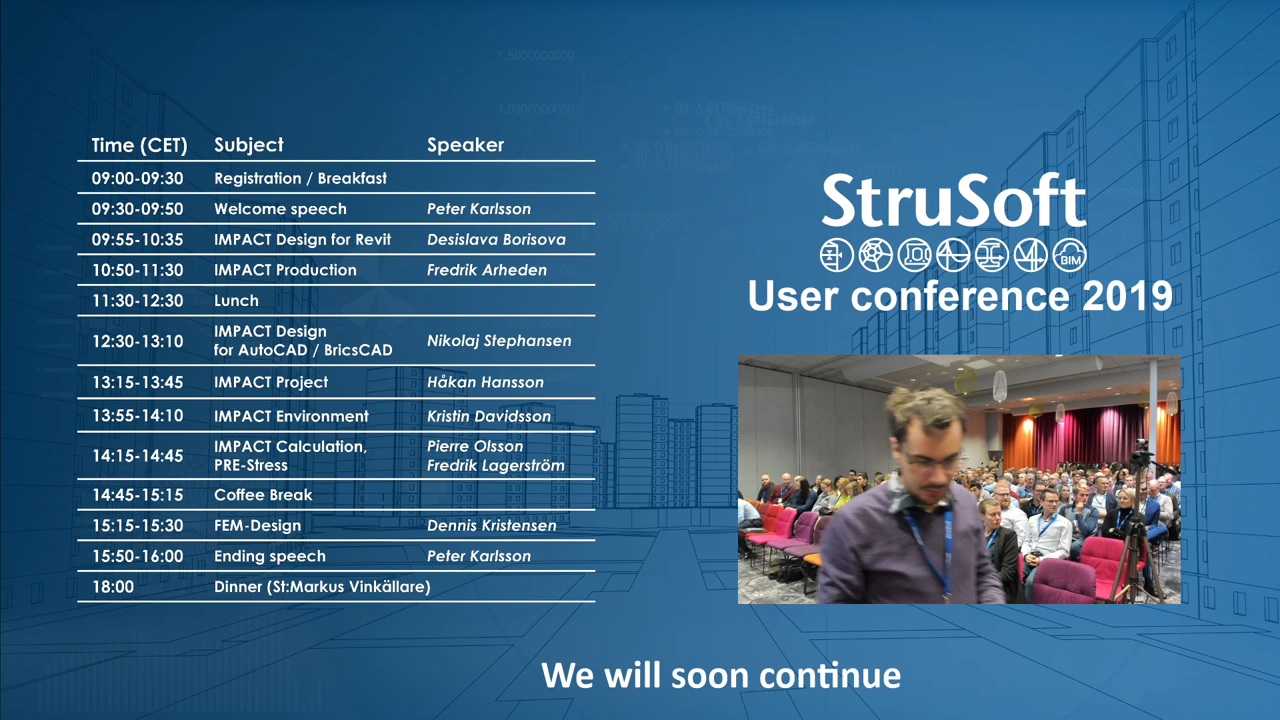 Time (CET) Subject Speaker
09:00-09:30 Registration / Breakfast
09:30-09:50 Welcome speech Peter Karlsson
09:55-10:35 IMPACT Design for Revit Desislava Borisova
10:50-11:30 IMPACT Production Fredrik Arheden
11:30-12:30 Lunch
12:30-13:10 IMPACT Design
for AutoCAD / BricsCAD Nikolaj Stephansen
13:15-13:45 IMPACT Project Håkan Hansson
13:55-14:10 IMPACT Environment Kristin Davidsson
14:15-14:45 IMPACT Calculation, Pierre Olsson
PRE-Stress Fredrik Lagerström
14:45-15:15 Coffee Break
15:15-15:30 FEM-Design Dennis Kristensen
15:50-16:00 Ending speech Peter Karlsson
18:00 Dinner (St:Markus Vinkällare)
StruSoft
BIM
User conference 2019
We will soon continue
1,5000000000
1,0000000000